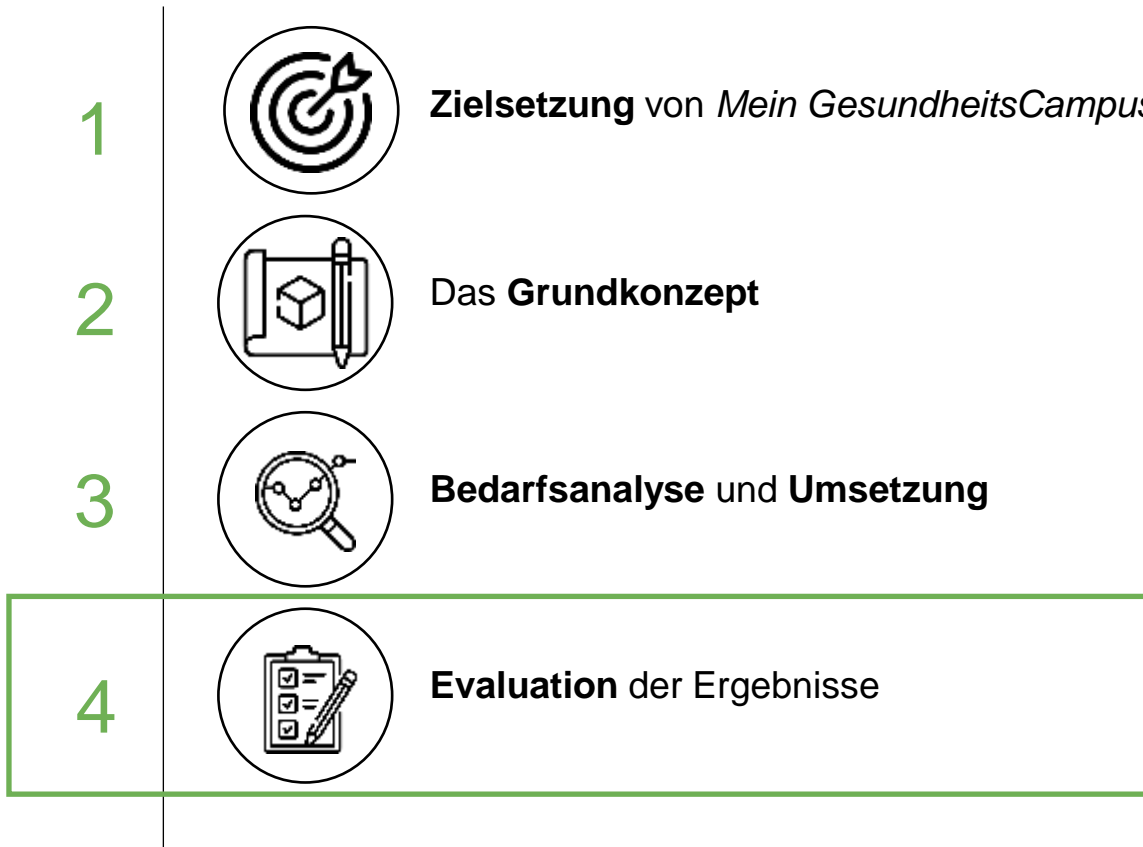 1 Zielsetzung von Mein GesundheitsCampus
2 Das Grundkonzept
3 Bedarfsanalyse und Umsetzung
4 Evaluation der Ergebnisse